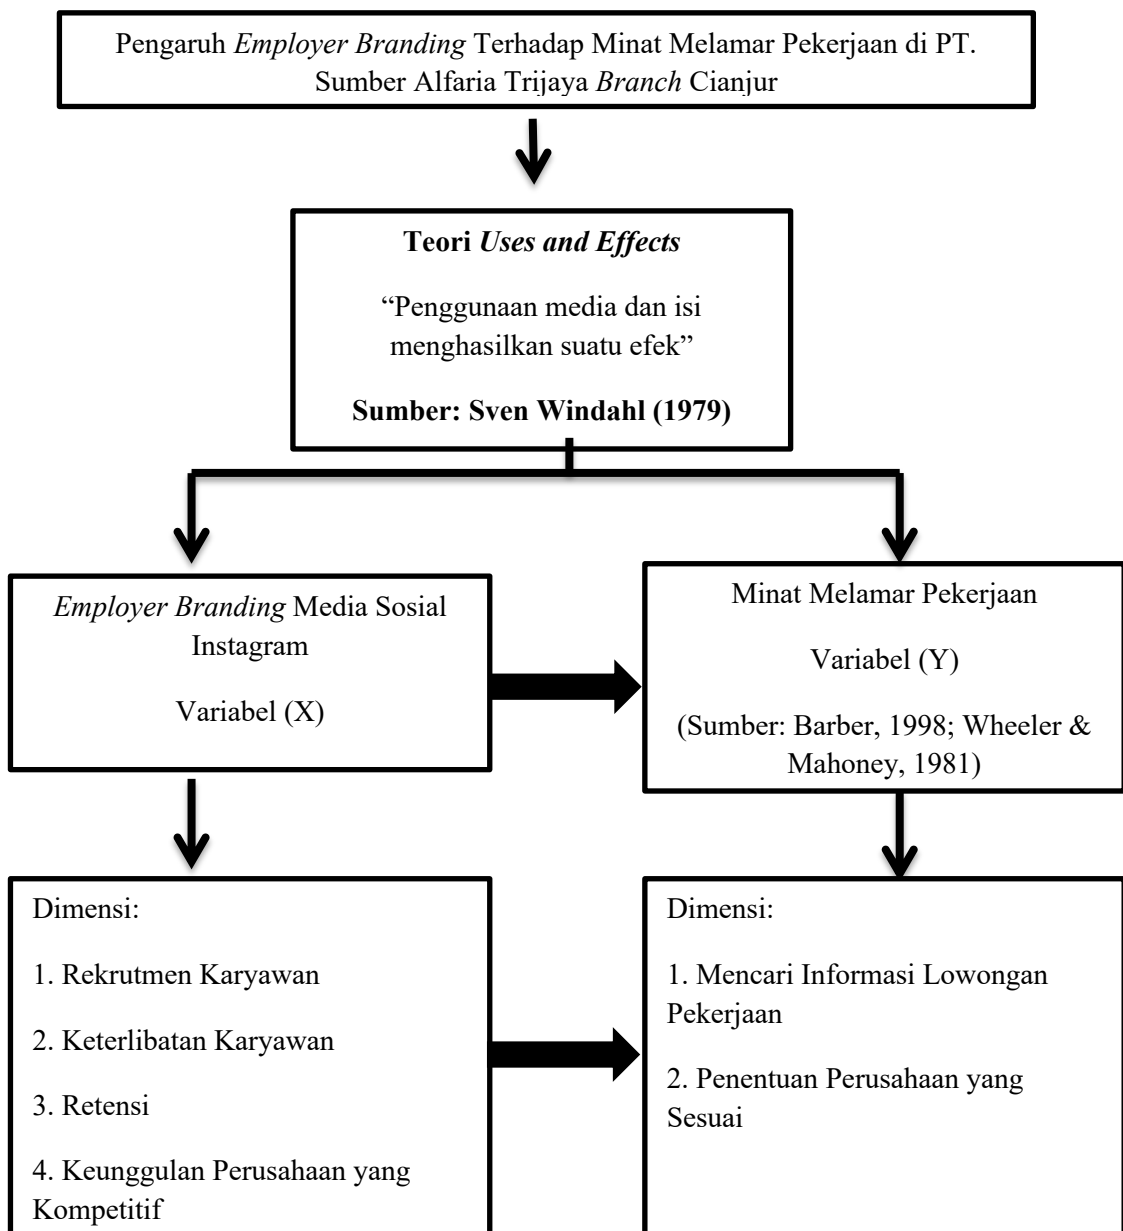 Pengaruh Employer Branding Terhadap Minat Melamar Pekerjaan di PT.
Sumber Alfaria Trijaya Branch Cianjur
Teori Uses and Effects
“Penggunaan media dan isi
menghasilkan suatu efek”
Sumber: Sven Windahl (1979)
Employer Branding Media Sosial
Instagram
Variabel (X)
Minat Melamar Pekerjaan
Variabel (Y)
(Sumber: Barber, 1998; Wheeler &
Mahoney, 1981)
Dimensi:
1. Rekrutmen Karyawan
2. Keterlibatan Karyawan
3. Retensi
4. Keunggulan Perusahaan yang
Kompetitif
Dimensi:
1. Mencari Informasi Lowongan
Pekerjaan
2. Penentuan Perusahaan yang
Sesuai